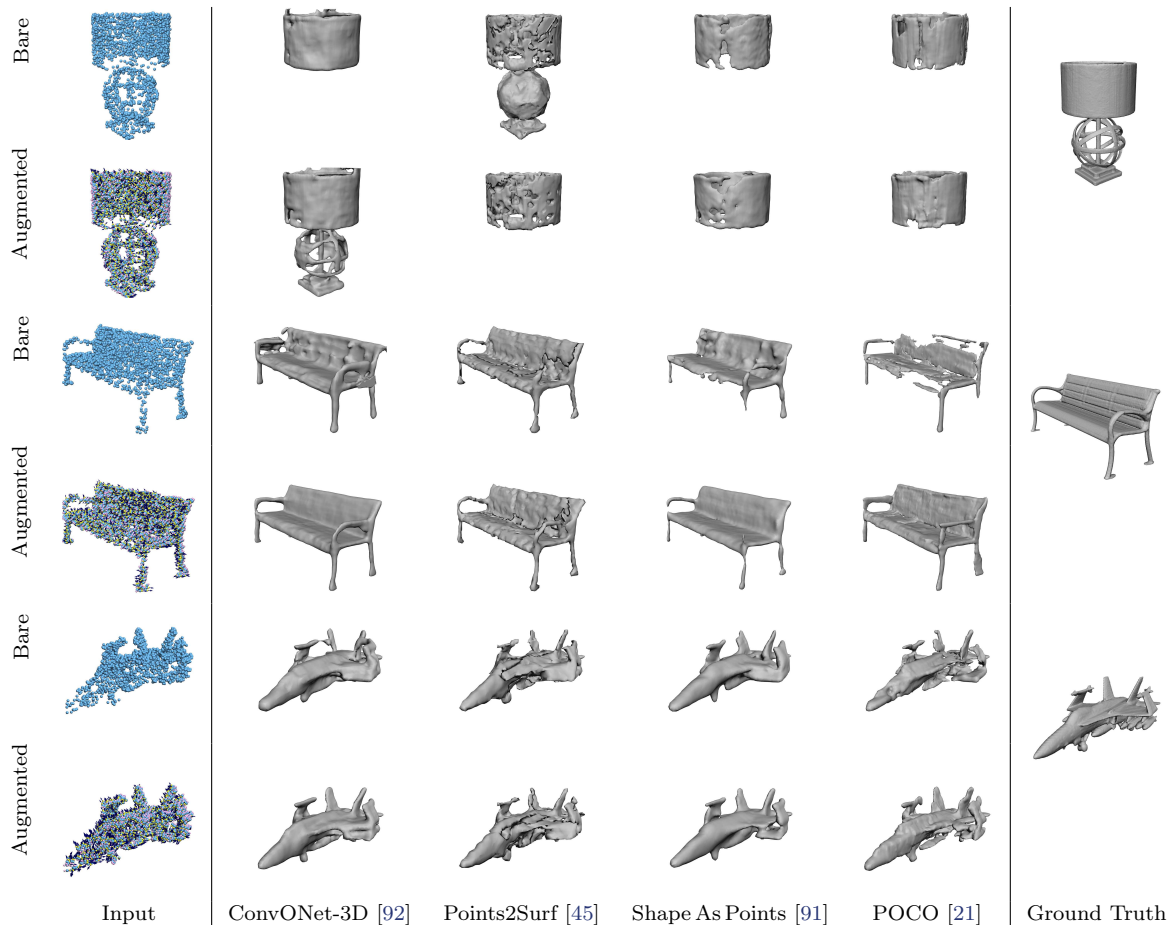 Bare
Augmented
Bare
Augmented
Bare
Augmented
Input ConvONet-3D [92] Points2Surf [45] Shape As Points [91] POCO [21] Ground Truth